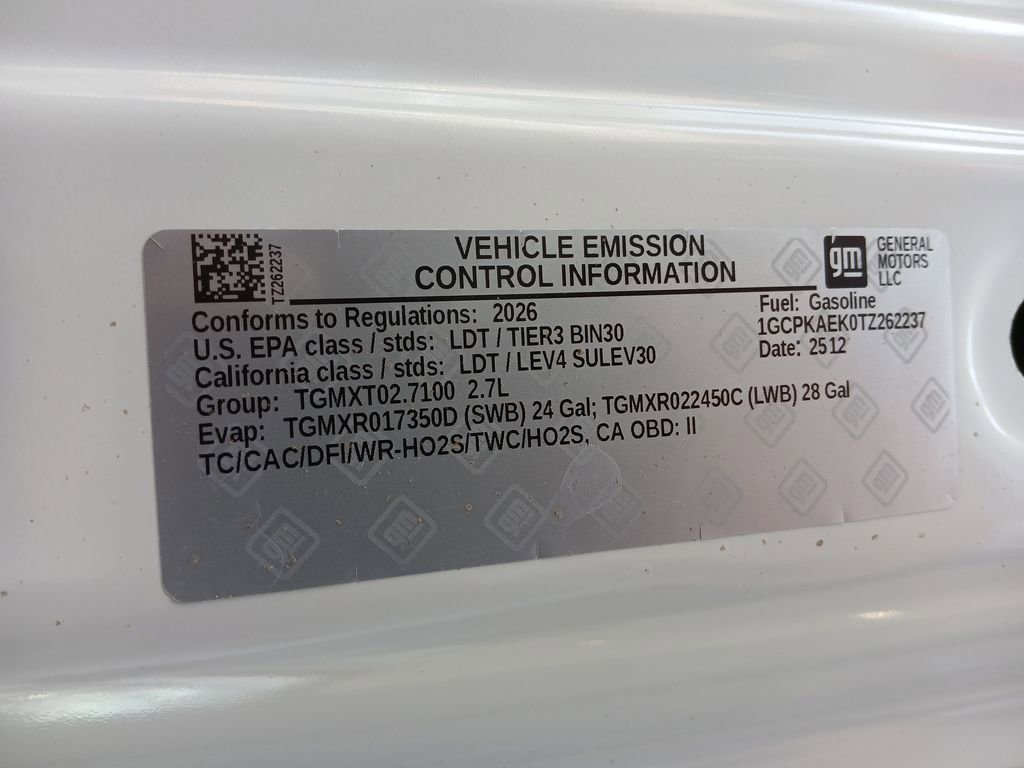 VEHICLE EMISSION
CONTROL INFORMATION
gm
GENERAL
MOTORS
LLC
TZ262237
Conforms to Regulations: 2026
U.S. EPA class / stds: LDT / TIER3 BIN30
California class / stds: LDT / LEV4 SULEV30
Group: TGMXT02.7100 2.7L
Evap: TGMXR017350D (SWB) 24 Gal; TGMXR022450C (LWB) 28 Gal
TC/CAC/DFI/WR-HO2S/TWC/HO2S, CA OBD: II
Fuel: Gasoline
1GCPKAEK0TZ262237
Date: 2512